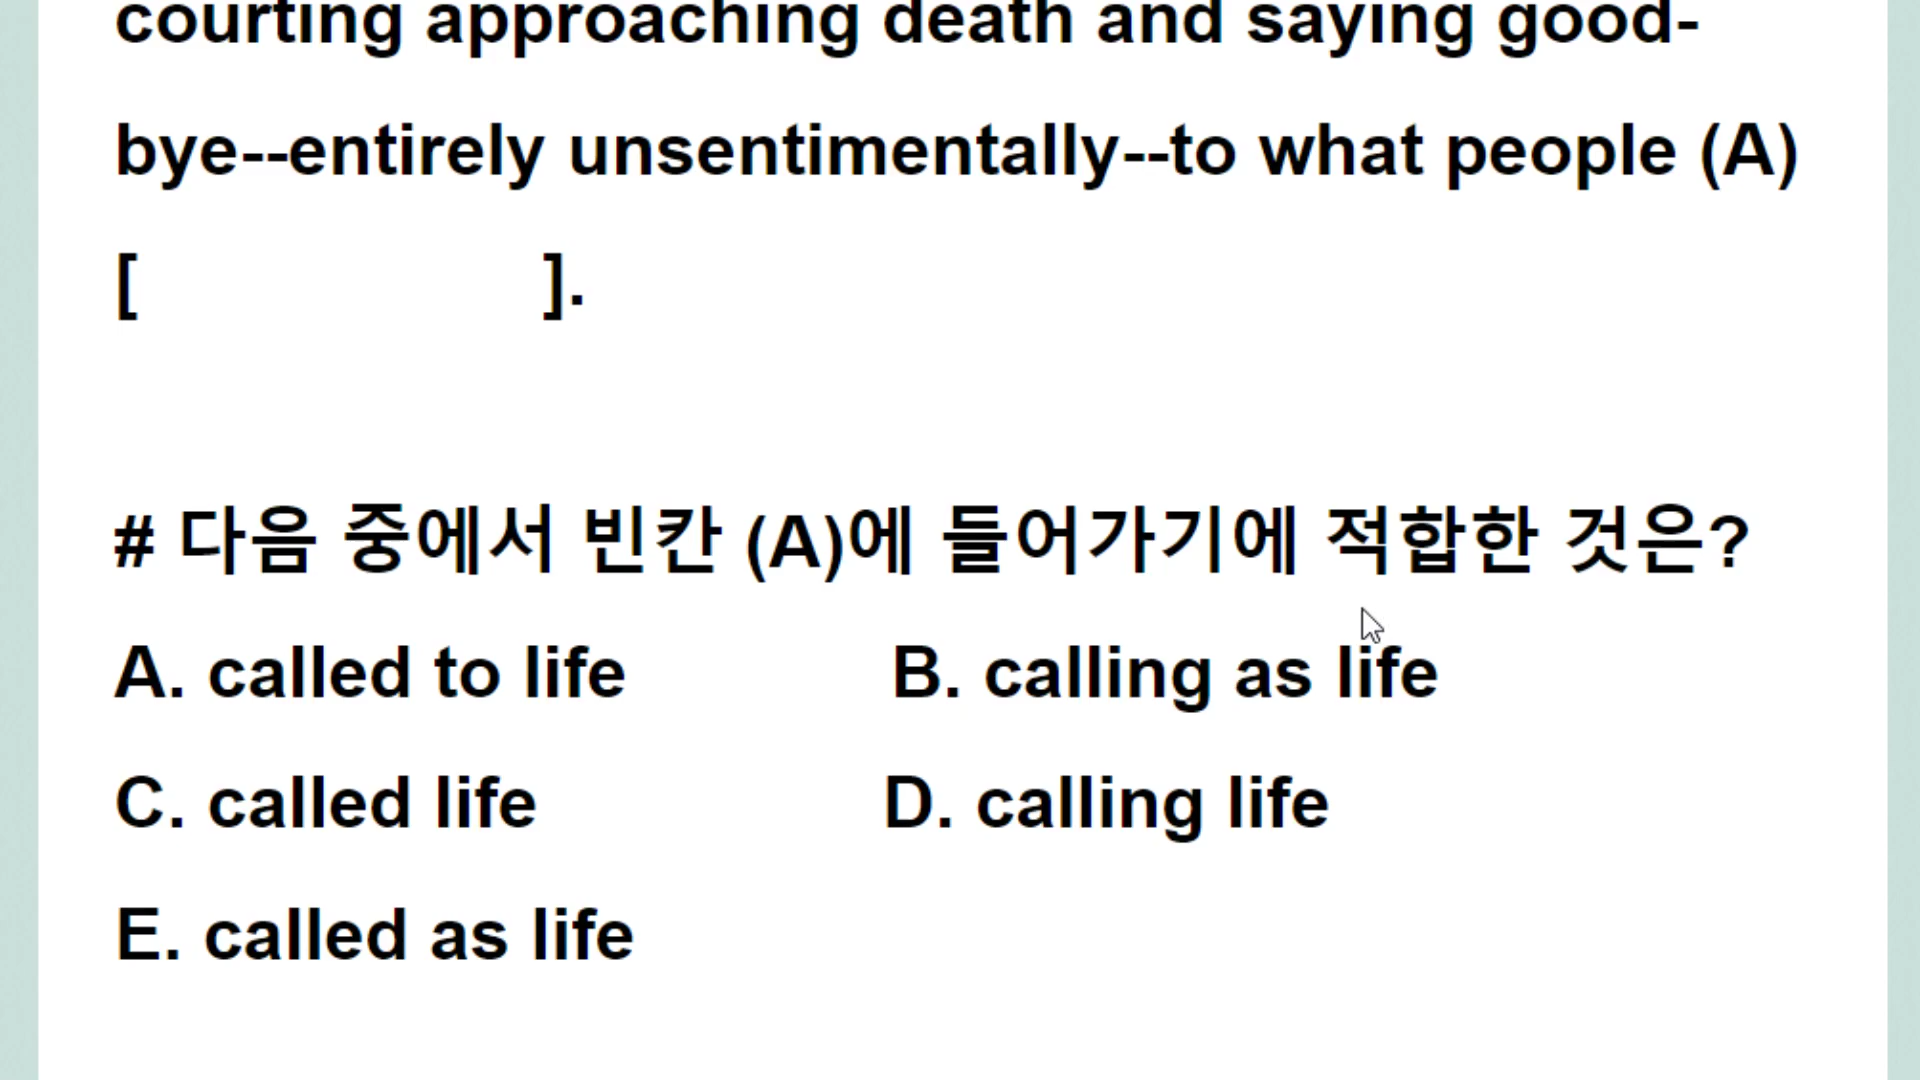 courting approaching death and saying good-
bye--entirely unsentimentally--to what people (A)
[ ].
# 다음 중에서 빈칸 (A)에 들어가기에 적합한 것은?
A. called to life B. calling as life
C. called life D. calling life
E. called as life